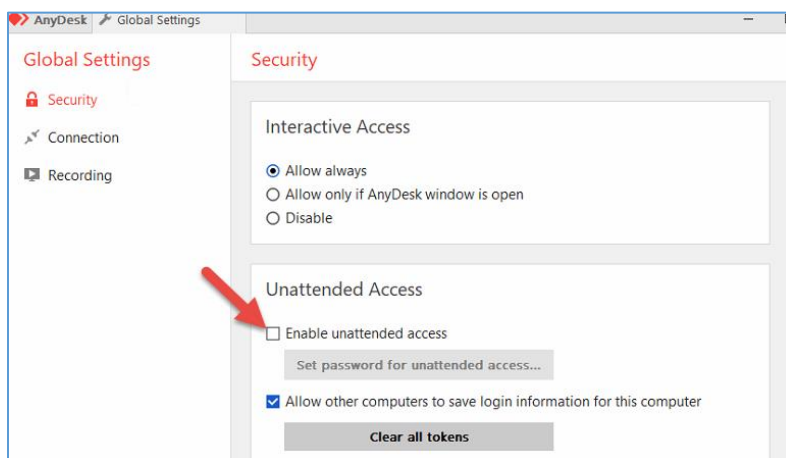 AnyDesk Global Settings
Global Settings
Security
Connection
Recording
Security
Interactive Access
Allow always
Allow only if AnyDesk window is open
Disable
Unattended Access
Enable unattended access
Set password for unattended access...
Allow other computers to save login information for this computer
Clear all tokens